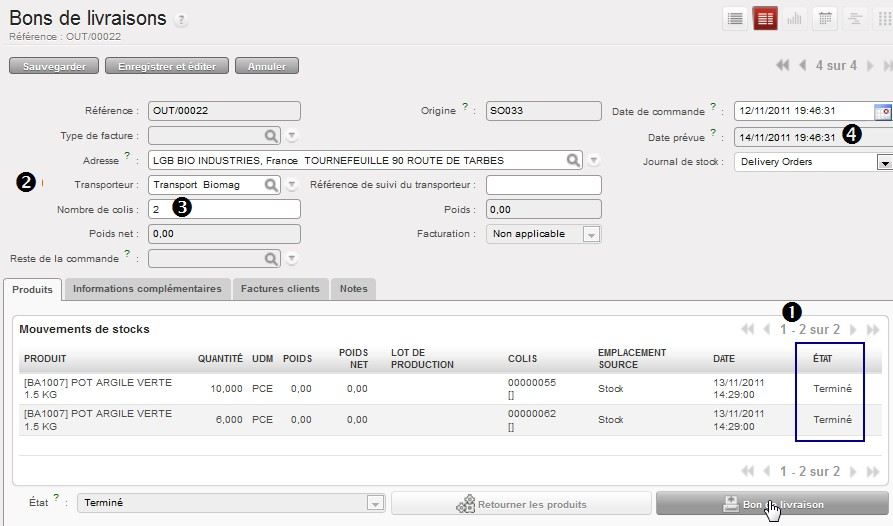 Bons de livraisons ?
Référence : OUT/00022
Sauvegarder Enregistrer et éditer Annuler
4 sur 4
Référence : OUT/00022 Origine ? : SO033 Date de commande ? : 12/11/2011 19:46:31
Type de facture : Date prévue ? : 14/11/2011 19:46:31 4
Adresse ? : LGB BIO INDUSTRIES, France TOURNEFEUILLE 90 ROUTE DE TARBES Journal de stock : Delivery Orders
2 Transporteur : Transport Biomag Référence de suivi du transporteur :
Nombre de colis : 2 3 Poids : 0,00
Poids net : 0,00 Facturation : Non applicable
Reste de la commande ? :
Produits Informations complémentaires Factures clients Notes
1
Mouvements de stocks 1 - 2 sur 2
PRODUIT QUANTITÉ UDM POIDS POIDS NET LOT DE PRODUCTION COLIS EMPLACEMENT SOURCE DATE ÉTAT
[BA1007] POT ARGILE VERTE 10,000 PCE 0,00 0,00 00000055 Stock 13/11/2011 Terminé
1.5 KG [] 14:29:00
[BA1007] POT ARGILE VERTE 6,000 PCE 0,00 0,00 00000062 Stock 13/11/2011 Terminé
1.5 KG [] 14:29:00
1 - 2 sur 2
État ? : Terminé Retourner les produits Bon de livraison